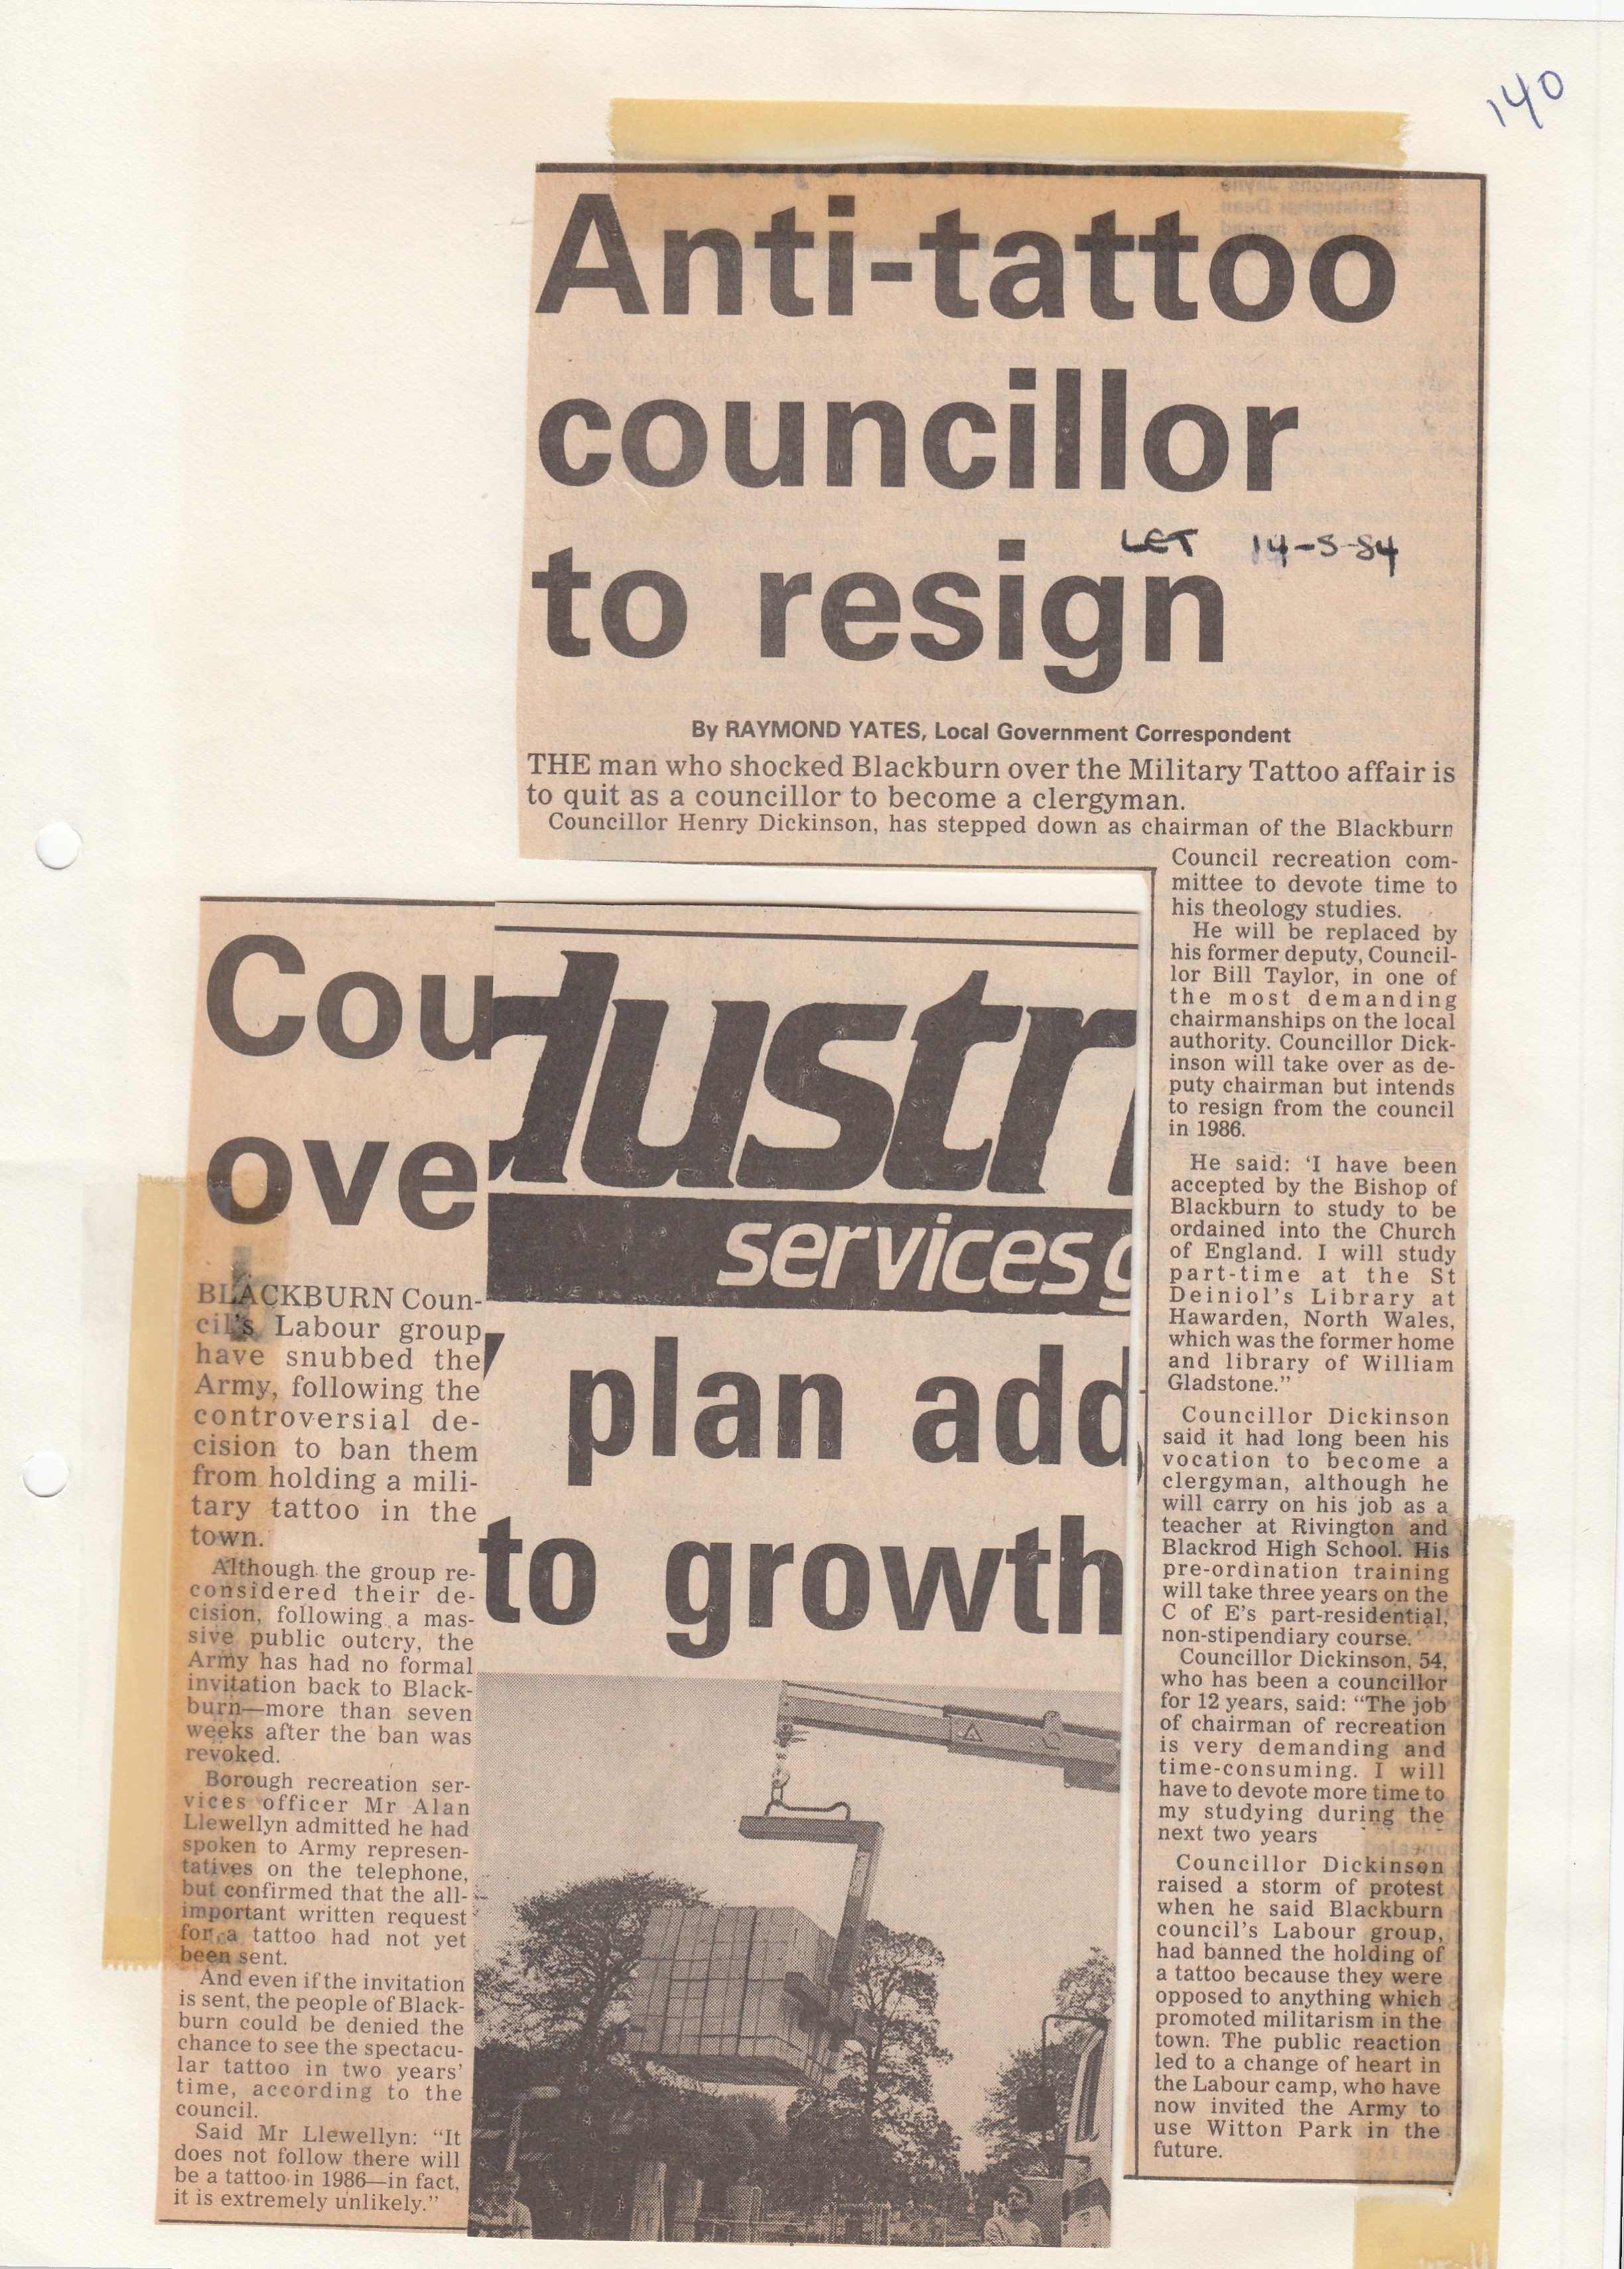 140
Anti-tattoo
councillor
to resign
LET 14-5-84
By RAYMOND YATES, Local Government Correspondent
THE man who shocked Blackburn over the Military Tattoo affair is
to quit as a councillor to become a clergyman.
Councillor Henry Dickinson, has stepped down as chairman of the Blackburn
Council recreation com-
mittee to devote time to
his theology studies.
He will be replaced by
his former deputy, Council-
lor Bill Taylor, in one of
the most demanding
chairmanships on the local
authority. Councillor Dick-
inson will take over as de-
puty chairman but intends
to resign from the council
in 1986.
He said: ‘I have been
accepted by the Bishop of
Blackburn to study to be
ordained into the Church
of England. I will study
part-time at the St
Deiniol's Library at
Hawarden, North Wales,
which was the former home
and library of William
Gladstone.”
Councillor Dickinson
said it had long been his
vocation to become a
clergyman, although he
will carry on his job as a
teacher at Rivington and
Blackrod High School. His
pre-ordination training
will take three years on the
C of E's part-residential,
non-stipendiary course.
Councillor Dickinson, 54,
who has been a councillor
for 12 years, said: “The job
of chairman of recreation
is very demanding and
time-consuming. I will
have to devote more time to
my studying during the
next two years
Councillor Dickinson
raised a storm of protest
when he said Blackburn
council's Labour group,
had banned the holding of
a tattoo because they were
opposed to anything which
promoted militarism in the
town. The public reaction
led to a change of heart in
the Labour camp, who have
now invited the Army to
use Witton Park in the
future.
Cou
ove
BLACKBURN Coun-
cil's Labour group
have snubbed the
Army, following the
controversial de-
cision to ban them
from holding a mili-
tary tattoo in the
town.
Although the group re-
considered their de-
cision, following a mas-
sive public outcry, the
Army has had no formal
invitation back to Black-
burn—more than seven
weeks after the ban was
revoked.
Borough recreation ser-
vices officer Mr Alan
Llewellyn admitted he had
spoken to Army represen-
tatives on the telephone,
but confirmed that the all-
important written request
for a tattoo had not yet
been sent.
And even if the invitation
is sent, the people of Black-
burn could be denied the
chance to see the spectacu-
lar tattoo in two years'
time, according to the
council.
Said Mr Llewellyn: “It
does not follow there will
be a tattoo in 1986—in fact,
it is extremely unlikely.”
dustr
services
plan add
to growth